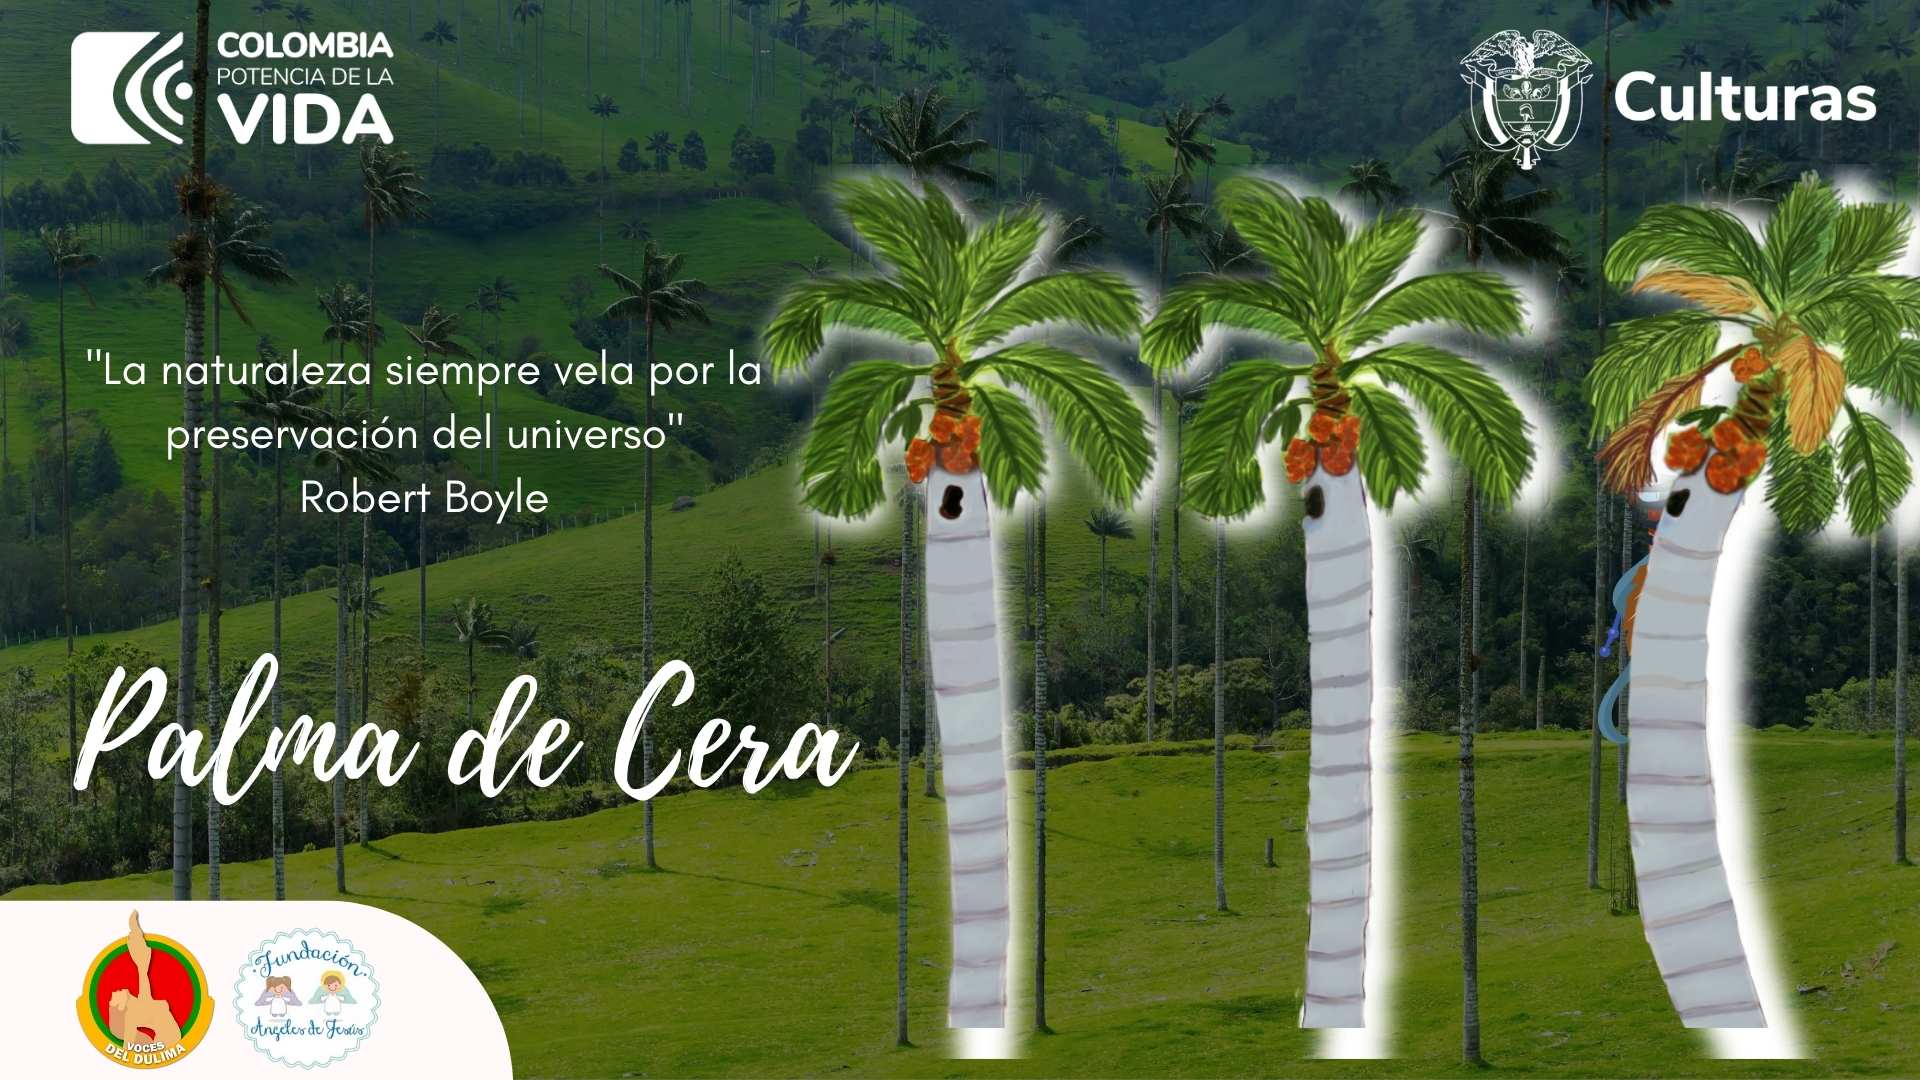 COLOMBIA
POTENCIA DE LA
VIDA
Culturas
"La naturaleza siempre vela por la
preservación del universo"
Robert Boyle
Palma de Cera
VOCES
DEL DULIMA
Fundación
Angeles de Jesús